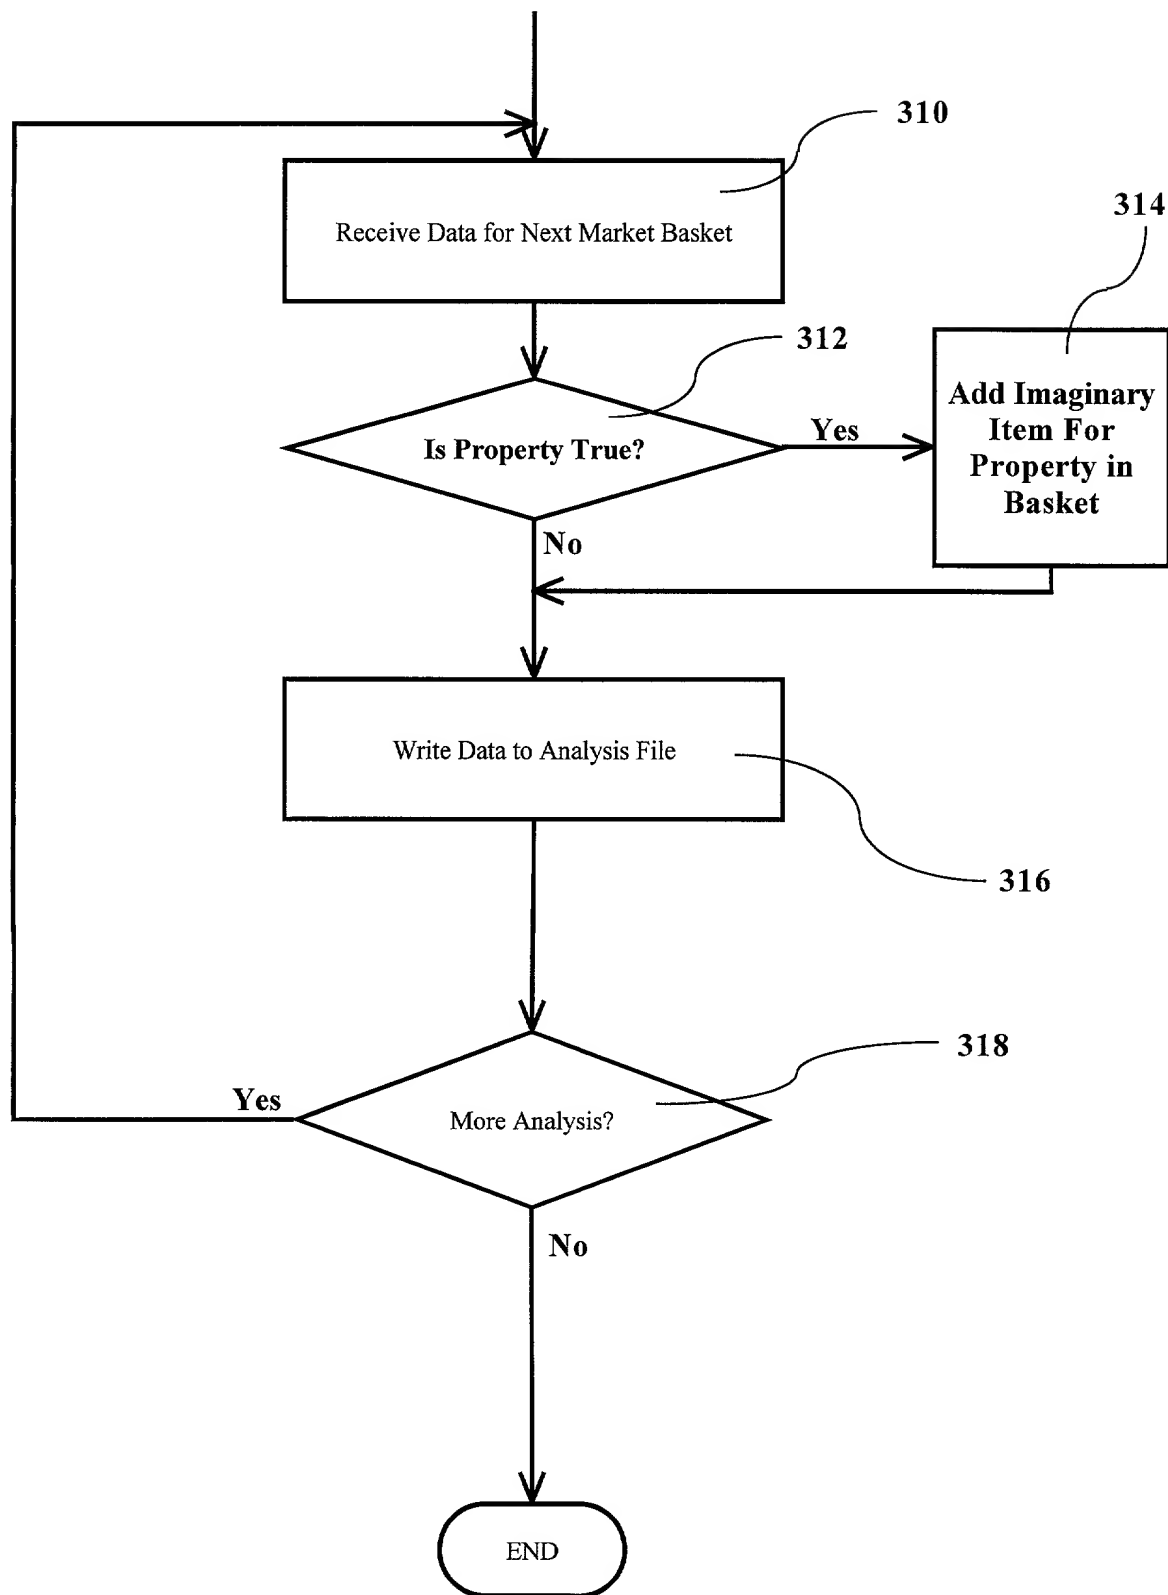 310
Receive Data for Next Market Basket
314
312
Is Property True?
Yes
Add Imaginary
Item For
Property in
Basket
No
Write Data to Analysis File
316
318
Yes
More Analysis?
No
END